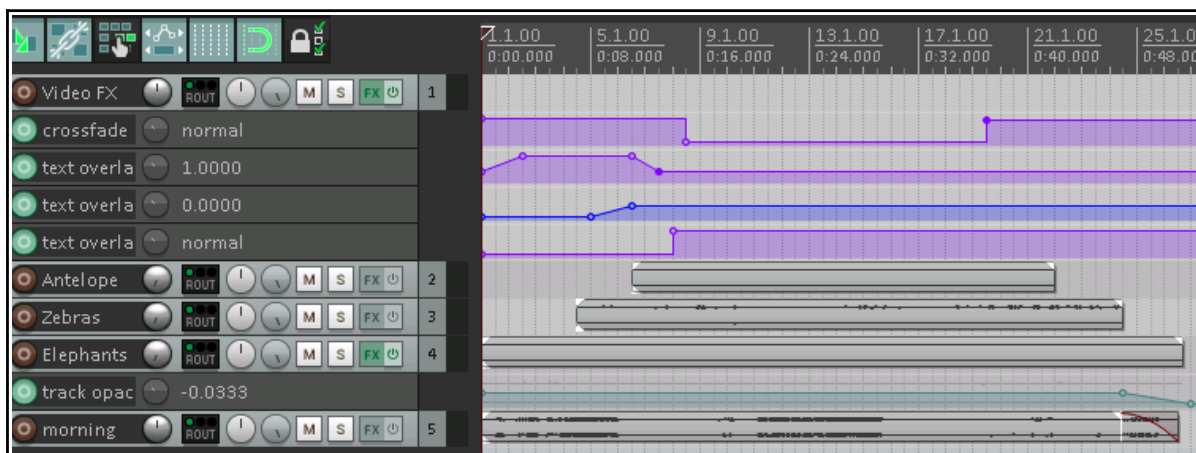 1.1.00 5.1.00 9.1.00 13.1.00 17.1.00 21.1.00 25.1.0
0:00.000 0:08.000 0:16.000 0:24.000 0:32.000 0:40.000 0:48.00
Video FX ROUT M S FX 1
crossfade normal
text overla 1.0000
text overla 0.0000
text overla normal
Antelope ROUT M S FX 2
Zebras ROUT M S FX 3
Elephants ROUT M S FX 4
track opac -0.0333
morning ROUT M S FX 5